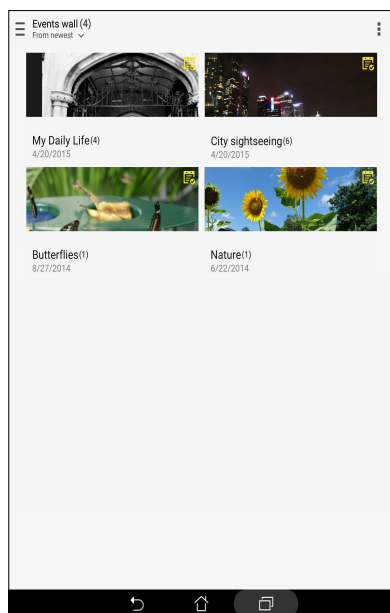 Events wall (4)
From newest
My Daily Life(4)
4/20/2015
City sightseeing(6)
4/20/2015
Butterflies(1)
8/27/2014
Nature(1)
6/22/2014